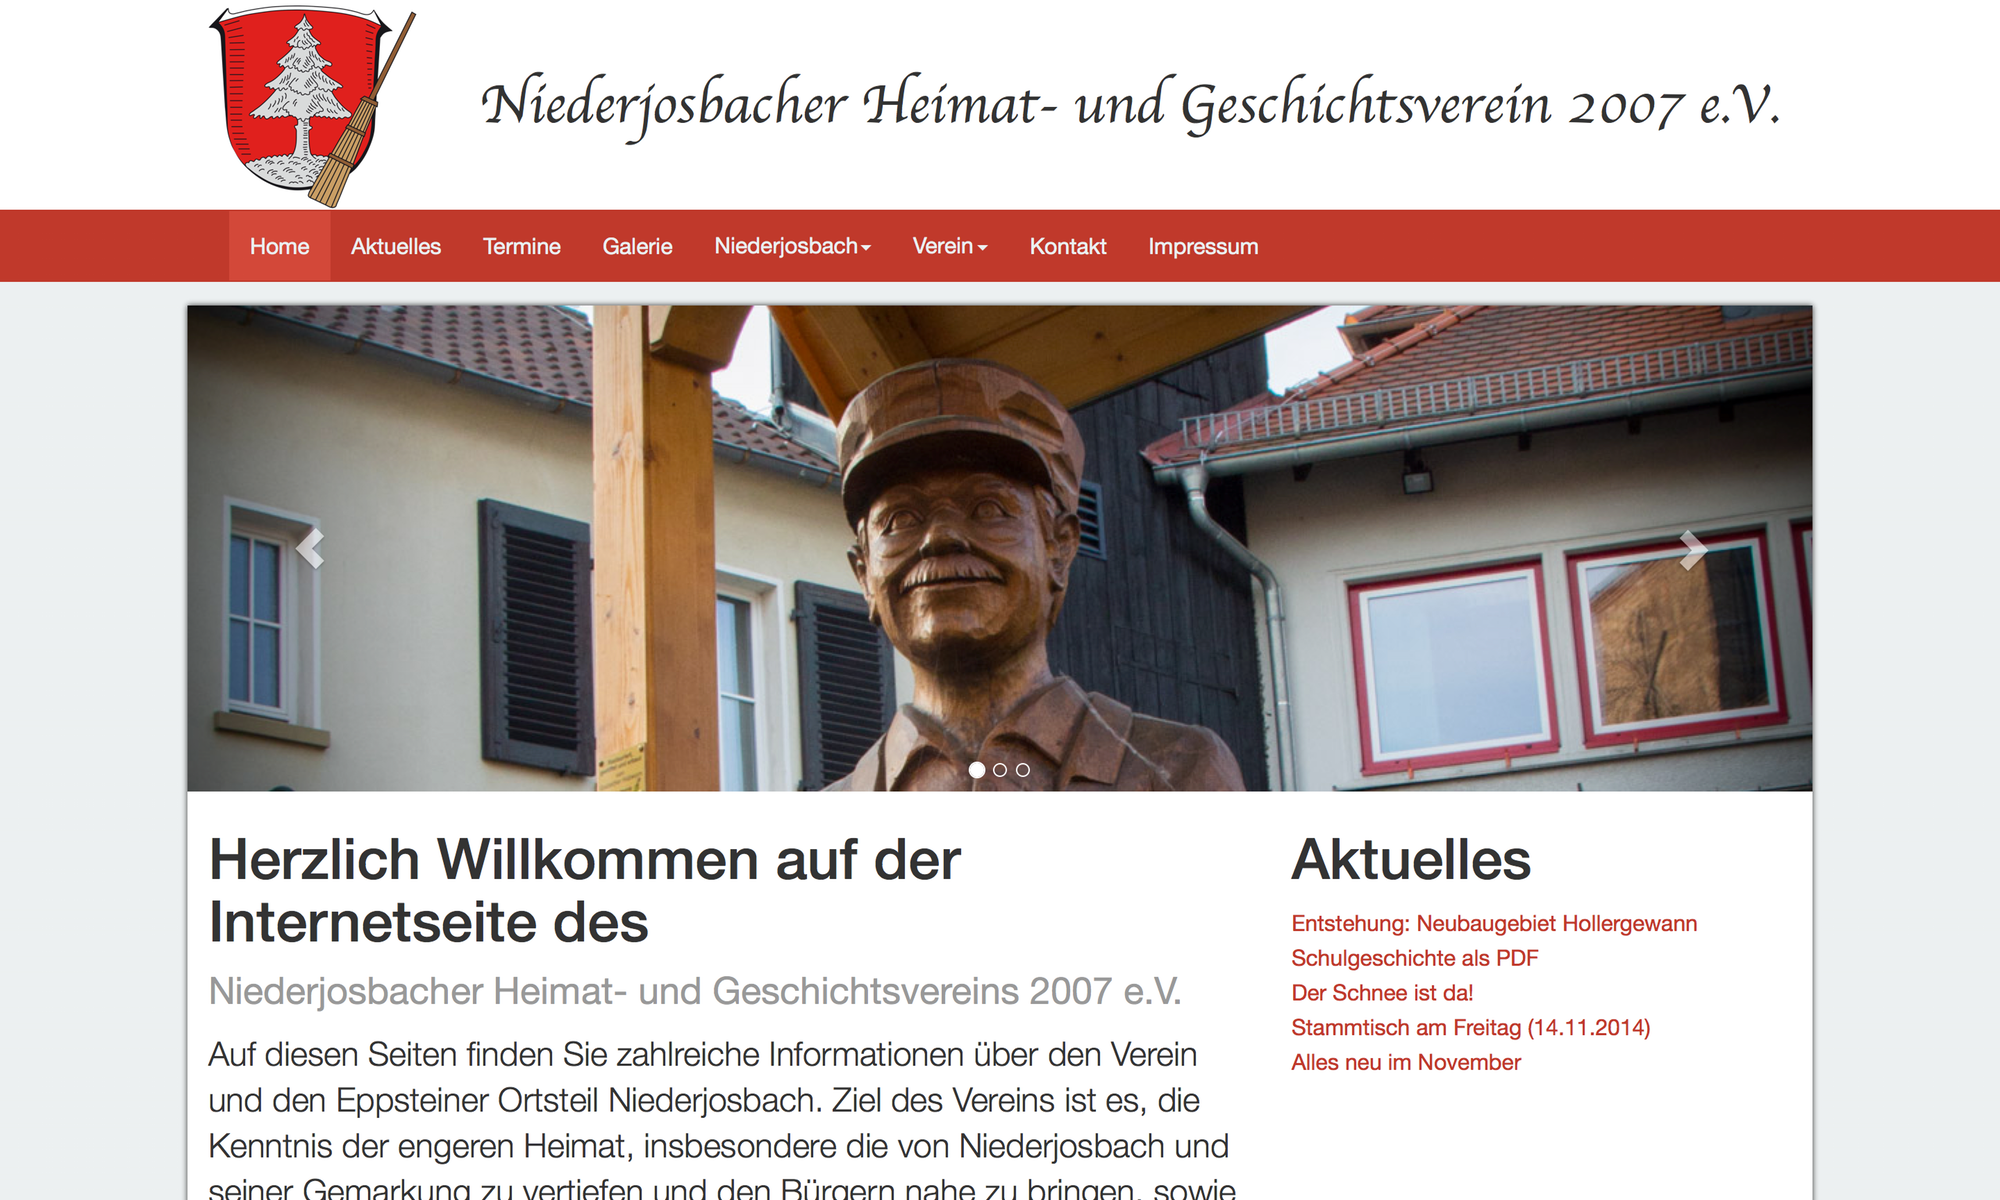 Niederjosbacher Heimat- und Geschichtsverein 2007 e.V.
Home Aktuelles Termine Galerie Niederjosbach Verein Kontakt Impressum
Herzlich Willkommen auf der
Internetseite des
Niederjosbacher Heimat- und Geschichtsvereins 2007 e.V.
Auf diesen Seiten finden Sie zahlreiche Informationen über den Verein
und den Eppsteiner Ortsteil Niederjosbach. Ziel des Vereins ist es, die
Kenntnis der engeren Heimat, insbesondere die von Niederjosbach und
seiner Gemarkung zu vertiefen und den Bürgern nahe zu bringen, sowie
Aktuelles
Entstehung: Neubaugebiet Hollergewann
Schulgeschichte als PDF
Der Schnee ist da!
Stammtisch am Freitag (14.11.2014)
Alles neu im November